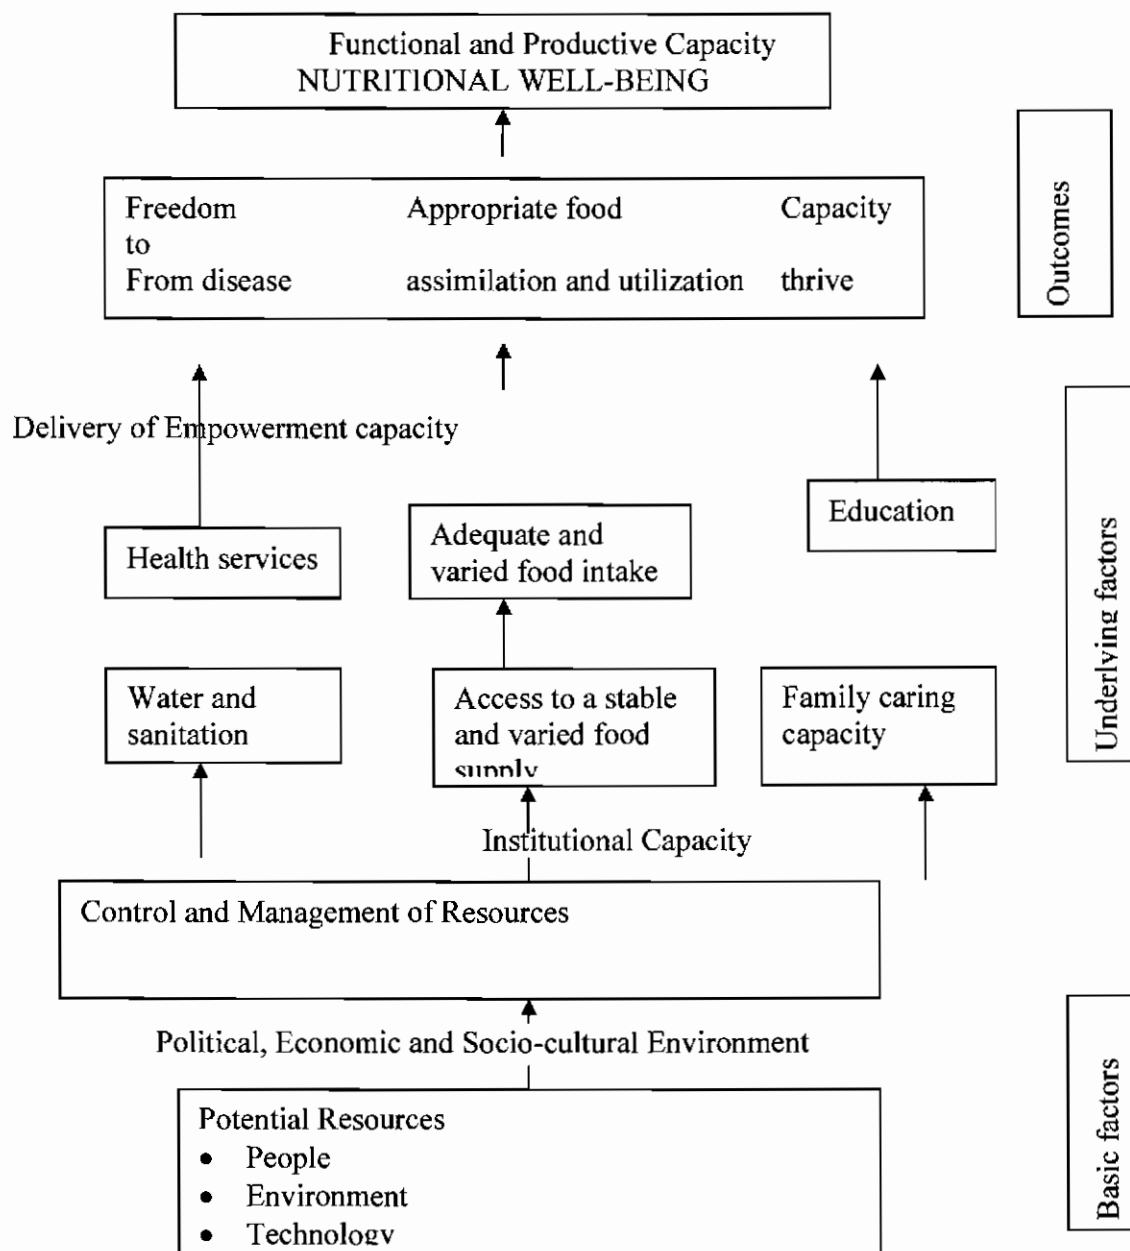 Functional and Productive Capacity
NUTRITIONAL WELL-BEING
Freedom Appropriate food Capacity
to
From disease assimilation and utilization thrive
Outcomes
Delivery of Empowerment capacity
Education
Health services
Adequate and
varied food intake
Underlying factors
Water and
sanitation
Access to a stable
and varied food
supply
Family caring
capacity
Institutional Capacity
Control and Management of Resources
Political, Economic and Socio-cultural Environment
Potential Resources
• People
• Environment
• Technology
Basic factors